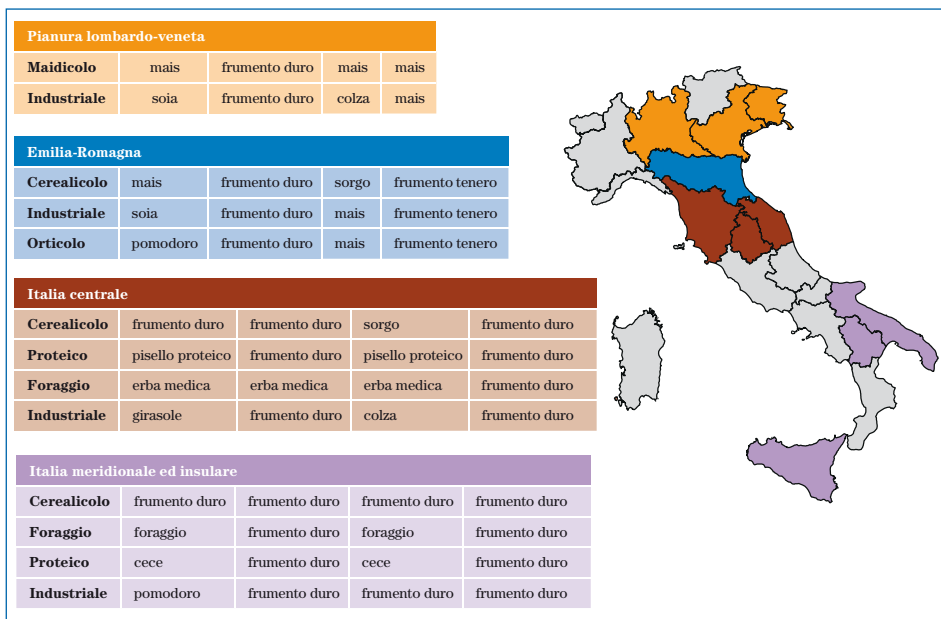 Pianura lombardo-veneta
Maidicolo mais frumento duro mais mais
Industriale soia frumento duro colza mais
Emilia-Romagna
Cerealicolo mais frumento duro sorgo frumento tenero
Industriale soia frumento duro mais frumento tenero
Orticolo pomodoro frumento duro mais frumento tenero
Italia centrale
Cerealicolo frumento duro frumento duro sorgo frumento duro
Proteico pisello proteico frumento duro pisello proteico frumento duro
Foraggio erba medica erba medica erba medica frumento duro
Industriale girasole frumento duro colza frumento duro
Italia meridionale ed insulare
Cerealicolo frumento duro frumento duro frumento duro frumento duro
Foraggio foraggio frumento duro foraggio frumento duro
Proteico cece frumento duro cece frumento duro
Industriale pomodoro frumento duro frumento duro frumento duro